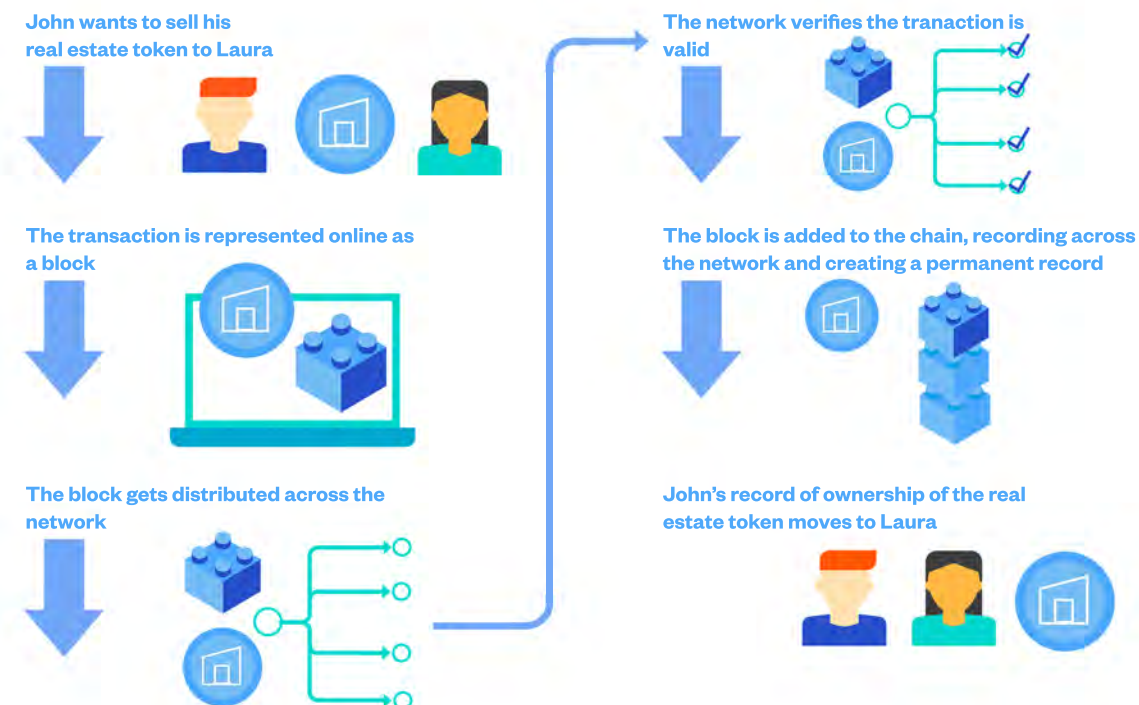 John wants to sell his
real estate token to Laura
The transaction is represented online as
a block
The block gets distributed across the
network
The network verifies the tranaction is
valid
The block is added to the chain, recording across
the network and creating a permanent record
John’s record of ownership of the real
estate token moves to Laura